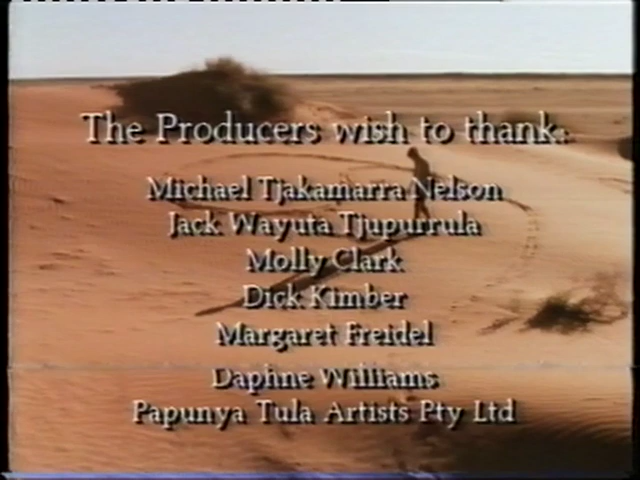 The Producers wish to thank:
Michael Tjakamarra Nelson
Jack Wayuta Tjupurrula
Molly Clark
Dick Kimber
Margaret Freidel
Daphne Williams
Papunya Tula Artists Pty Ltd